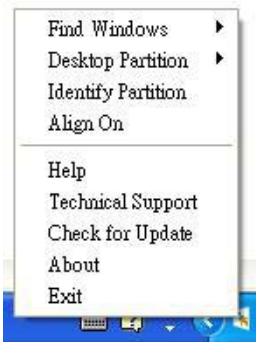 Find Windows
Desktop Partition
Identify Partition
Align On
Help
Technical Support
Check for Update
About
Exit